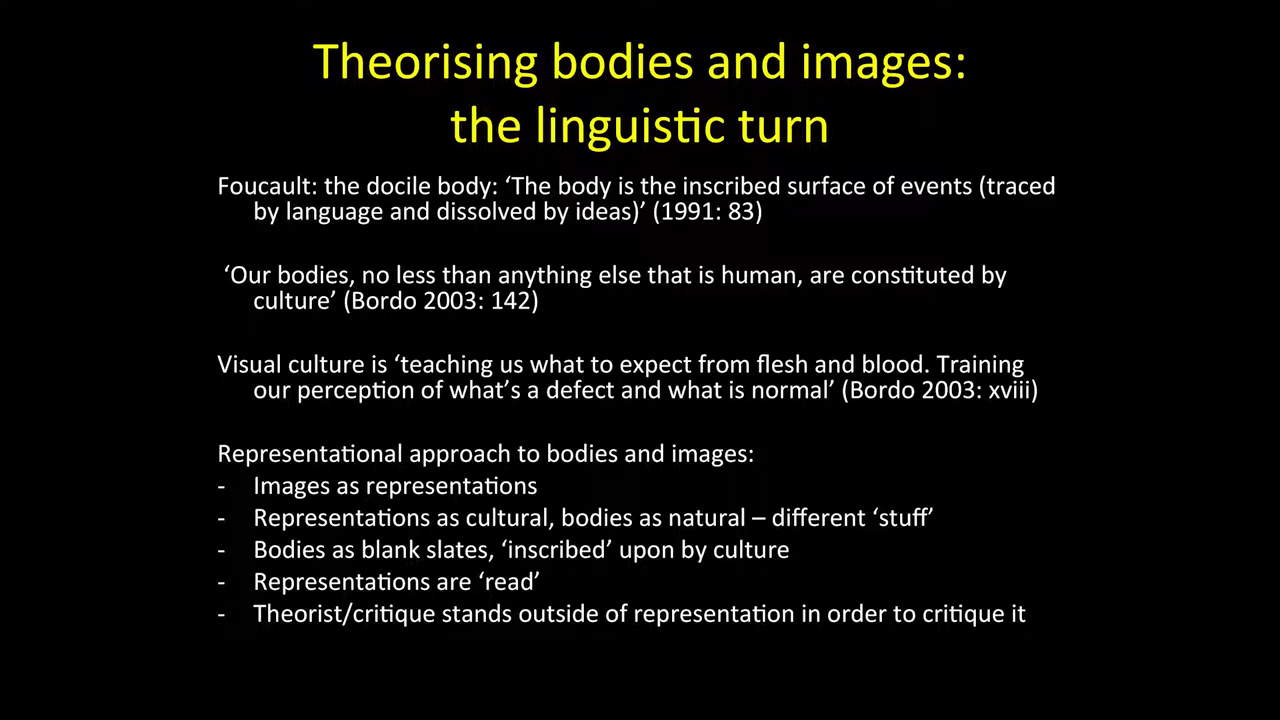 Theorising bodies and images:
the linguistic turn
Foucault: the docile body: ‘The body is the inscribed surface of events (traced
by language and dissolved by ideas)’ (1991: 83)
‘Our bodies, no less than anything else that is human, are constituted by
culture’ (Bordo 2003: 142)
Visual culture is ‘teaching us what to expect from flesh and blood. Training
our perception of what’s a defect and what is normal’ (Bordo 2003: xviii)
Representational approach to bodies and images:
- Images as representations
- Representations as cultural, bodies as natural – different ‘stuff’
- Bodies as blank slates, ‘inscribed’ upon by culture
- Representations are ‘read’
- Theorist/critique stands outside of representation in order to critique it